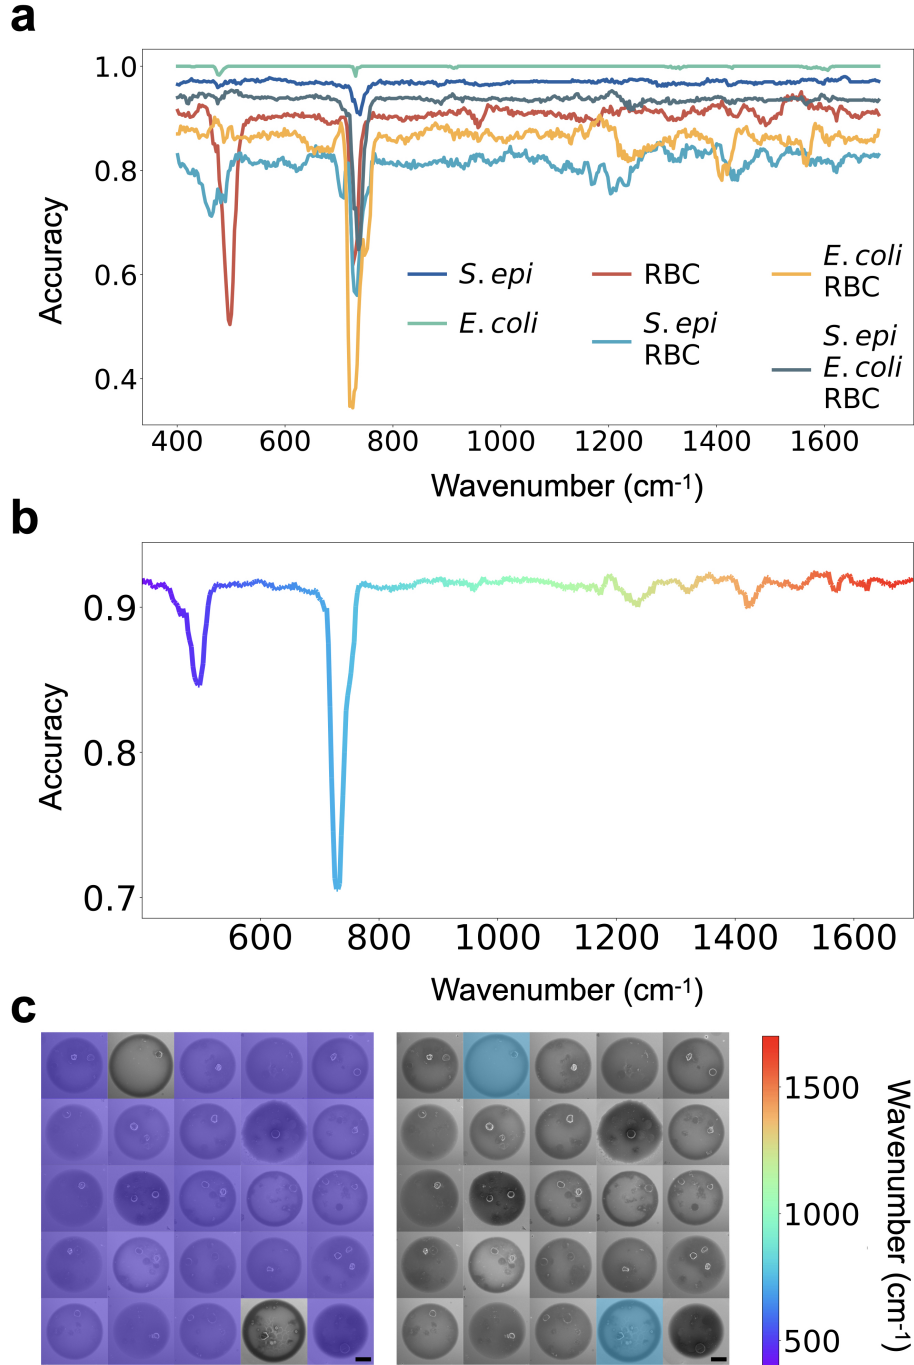 a
1.0
0.8
0.6
0.4
Accuracy
S. epi
E. coli
RBC
S. epi
RBC
E. coli
RBC
S. epi
E. coli
RBC
400 600 800 1000 1200 1400 1600
Wavenumber (cm-1)
b
0.9
0.8
0.7
Accuracy
600 800 1000 1200 1400 1600
Wavenumber (cm-1)
c
1500
1000
500
Wavenumber (cm-1)